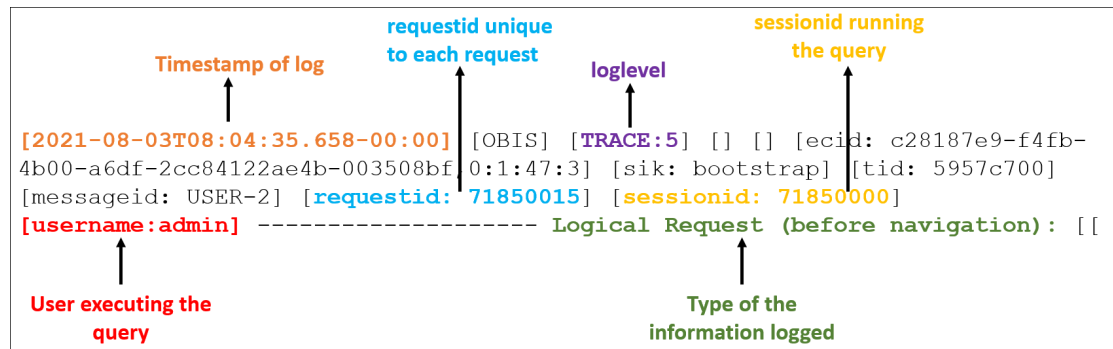 requestid unique
to each request
sessionid running
the query
Timestamp of log
loglevel
[2021-08-03T08:04:35.658-00:00] [OBIS] [TRACE:5] [] [] [ecid: c28187e9-f4fb-
4b00-a6df-2cc84122ae4b-003508bf,0:1:47:3] [sik: bootstrap] [tid: 5957c700]
[messageid: USER-2] [requestid: 71850015] [sessionid: 71850000]
[username:admin] -------------------- Logical Request (before navigation): [[
User executing the
query
Type of the
information logged